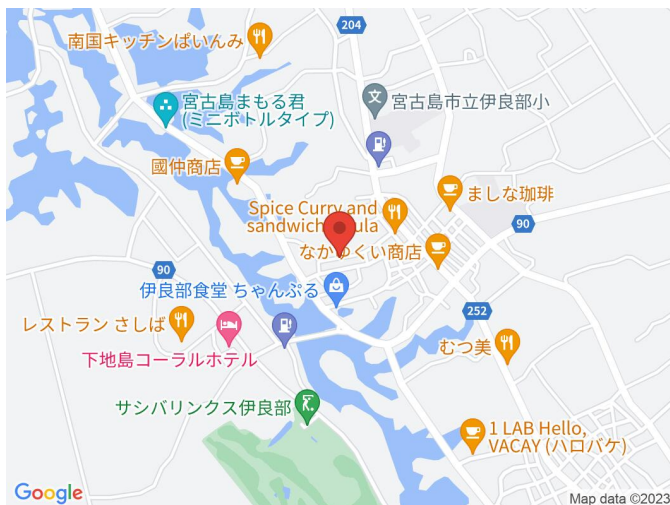 204
南国キッチンぱいんみ
宮古島まもる君
(ミニボトルタイプ)
宮古島市立伊良部小
國仲商店
ましな珈琲
Spice Curry and
sandwich ula
90
なかゆくい商店
90
伊良部食堂 ちゃんぷる
252
レストラン さしば
下地島コーラルホテル
むつ美
サシバリンクス伊良部
1 LAB Hello,
VACAY (ハロバケ)
Google
Map data ©2023